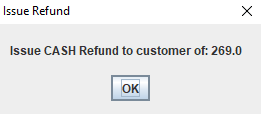 Issue Refund
Issue CASH Refund to customer of: 269.0
OK